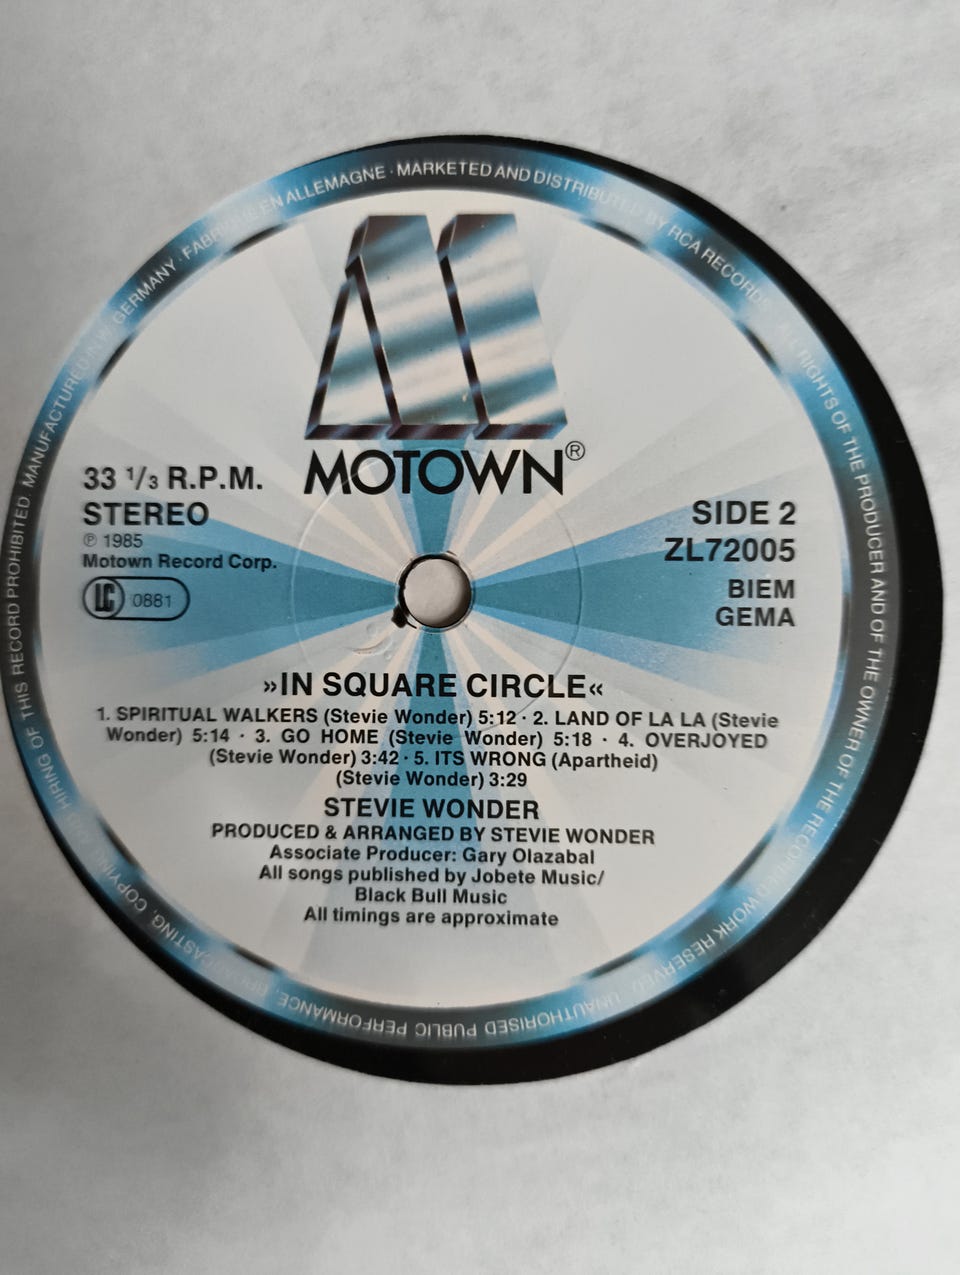 MANUFACTURED IN W. GERMANY · FABRIQUÉ EN ALLEMAGNE · MARKETED AND DISTRIBUTED BY RCA RECORDS · ALL RIGHTS OF THE PRODUCER AND OF THE OWNER OF THE RECORDED WORK RESERVED. UNAUTHORISED PUBLIC PERFORMANCE, BROADCASTING, COPYING AND HIRING OF THIS RECORD PROHIBITED.
MOTOWN®
33 1/3 R.P.M.
STEREO
℗ 1985
Motown Record Corp.
LC 0881
SIDE 2
ZL72005
BIEM
GEMA
»IN SQUARE CIRCLE«
1. SPIRITUAL WALKERS (Stevie Wonder) 5:12 · 2. LAND OF LA LA (Stevie
Wonder) 5:14 · 3. GO HOME (Stevie Wonder) 5:18 · 4. OVERJOYED
(Stevie Wonder) 3:42 · 5. ITS WRONG (Apartheid)
(Stevie Wonder) 3:29
STEVIE WONDER
PRODUCED & ARRANGED BY STEVIE WONDER
Associate Producer: Gary Olazabal
All songs published by Jobete Music/
Black Bull Music
All timings are approximate